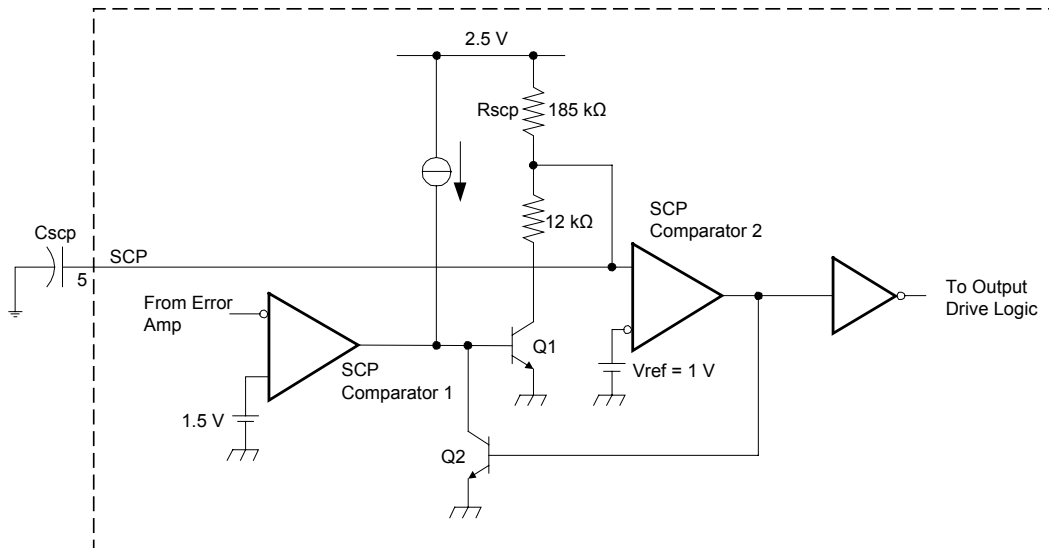 2.5 V
Rscp
185 kΩ
12 kΩ
SCP
Comparator 2
Cscp
SCP
5
From Error
Amp
To Output
Drive Logic
Q1
SCP
Comparator 1
Vref = 1 V
1.5 V
Q2